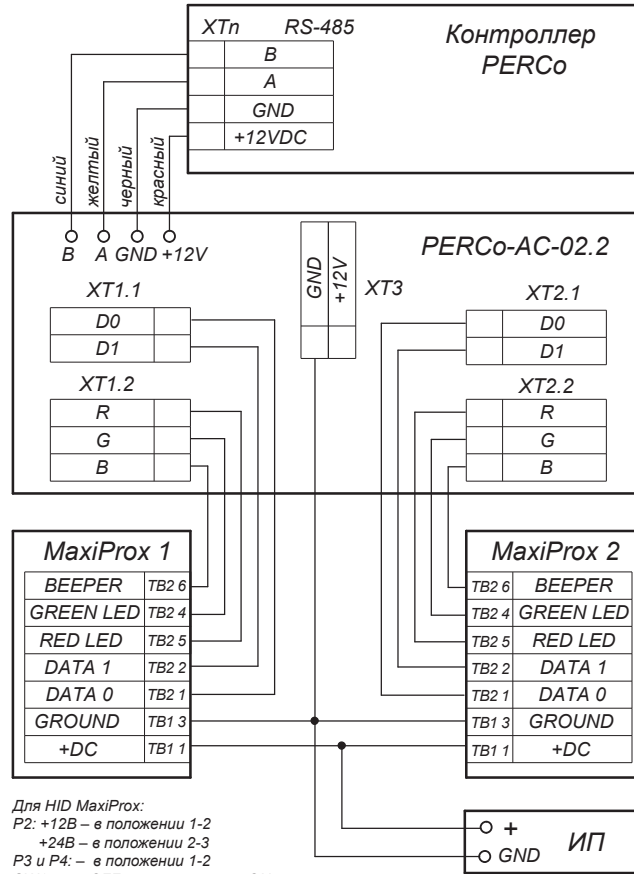 XTn RS-485
Контроллер
PERCo
B
A
GND
+12VDC
синий
желтый
черный
красный
B A GND +12V
PERCo-AC-02.2
GND
+12V
XT3
XT1.1
D0
D1
XT1.2
R
G
B
XT2.1
D0
D1
XT2.2
R
G
B
MaxiProx 1
BEEPER TB2 6
GREEN LED TB2 4
RED LED TB2 5
DATA 1 TB2 2
DATA 0 TB2 1
GROUND TB1 3
+DC TB1 1
MaxiProx 2
TB2 6 BEEPER
TB2 4 GREEN LED
TB2 5 RED LED
TB2 2 DATA 1
TB2 1 DATA 0
TB1 3 GROUND
TB1 1 +DC
Для HID MaxiProx:
P2: +12В – в положении 1-2
+24В – в положении 2-3
P3 и P4: – в положении 1-2
+
GND
ИП